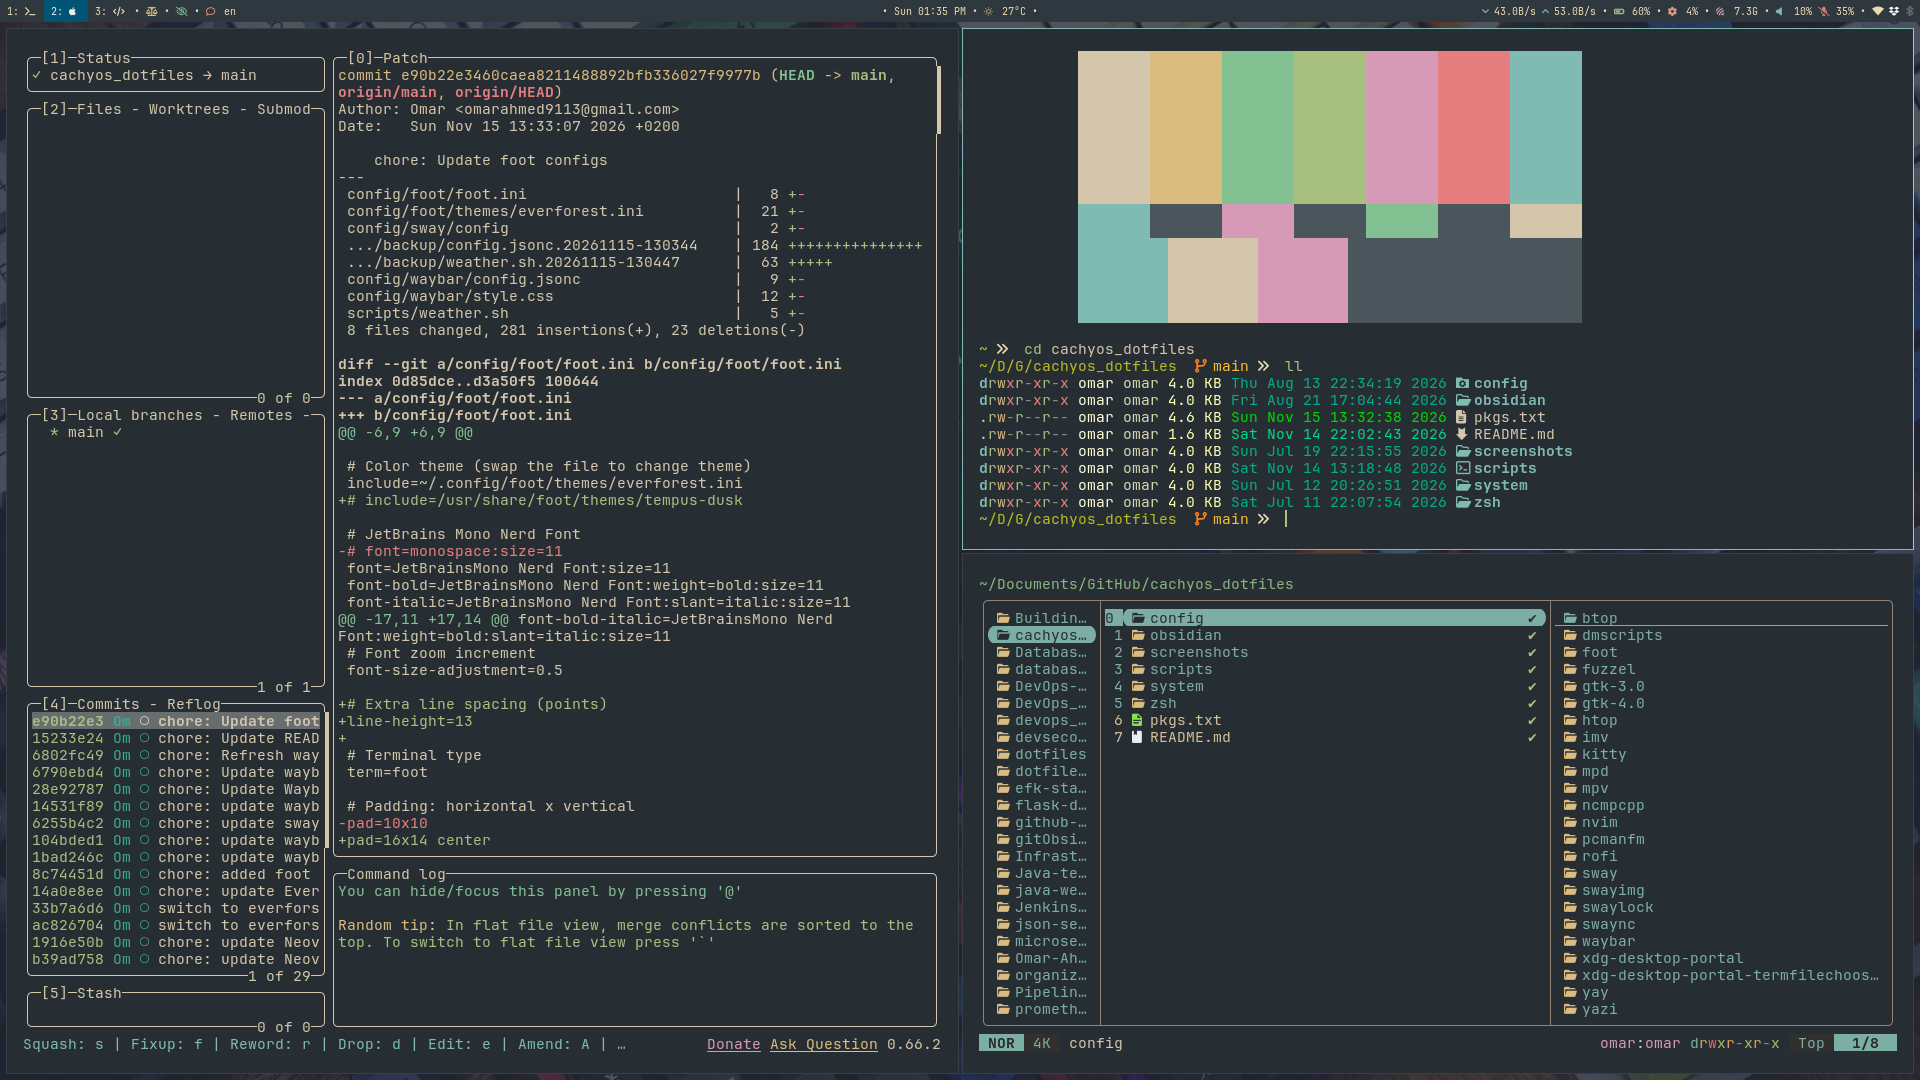 1:
2:
3:
en
• Sun 01:35 PM •
27°C •
43.0B/s
53.0B/s •
60% •
4% •
7.3G •
10%
35% •
[1]─Status
✓ cachyos_dotfiles → main
[2]─Files - Worktrees - Submod
0 of 0
[3]─Local branches - Remotes -
* main ✓
1 of 1
[4]─Commits - Reflog
e90b22e3 Om ○ chore: Update foot
15233e24 Om ○ chore: Update READ
6802fc49 Om ○ chore: Refresh way
6790ebd4 Om ○ chore: Update wayb
28e92787 Om ○ chore: Update Wayb
14531f89 Om ○ chore: update Wayb
6255b4c2 Om ○ chore: update sway
104bded1 Om ○ chore: update wayb
1bad246c Om ○ chore: update wayb
8c74451d Om ○ chore: added foot
14a0e8ee Om ○ chore: update Ever
33b7a6d6 Om ○ switch to everfors
ac826704 Om ○ switch to everfors
1916e50b Om ○ chore: update Neov
b39ad758 Om ○ chore: update Neov
1 of 29
[5]─Stash
0 of 0
[0]─Patch
commit e90b22e3460caea8211488892bfb336027f9977b (HEAD -> main,
origin/main, origin/HEAD)
Author: Omar <omarahmed9113@gmail.com>
Date:   Sun Nov 15 13:33:07 2026 +0200
chore: Update foot configs
---
config/foot/foot.ini | 8 +-
config/foot/themes/everforest.ini | 21 +-
config/sway/config | 2 +-
.../backup/config.jsonc.20261115-130344 | 184 +++++++++++++++
.../backup/weather.sh.20261115-130447 | 63 +++++
config/waybar/config.jsonc | 9 +-
config/waybar/style.css | 12 +-
scripts/weather.sh | 5 +-
8 files changed, 281 insertions(+), 23 deletions(-)
diff --git a/config/foot/foot.ini b/config/foot/foot.ini
index 0d85dce..d3a50f5 100644
--- a/config/foot/foot.ini
+++ b/config/foot/foot.ini
@@ -6,9 +6,9 @@
# Color theme (swap the file to change theme)
include=~/.config/foot/themes/everforest.ini
+# include=/usr/share/foot/themes/tempus-dusk
# JetBrains Mono Nerd Font
-# font=monospace:size=11
font=JetBrainsMono Nerd Font:size=11
font-bold=JetBrainsMono Nerd Font:weight=bold:size=11
font-italic=JetBrainsMono Nerd Font:slant=italic:size=11
@@ -17,11 +17,14 @@ font-bold-italic=JetBrainsMono Nerd
Font:weight=bold:slant=italic:size=11
# Font zoom increment
font-size-adjustment=0.5
+# Extra line spacing (points)
+line-height=13
+
# Terminal type
term=foot
# Padding: horizontal x vertical
-pad=10x10
+pad=16x14 center
Command log
You can hide/focus this panel by pressing '@'
Random tip: In flat file view, merge conflicts are sorted to the
top. To switch to flat file view press '`'
Squash: s | Fixup: f | Reword: r | Drop: d | Edit: e | Amend: A | …
Donate Ask Question 0.66.2
~ » cd cachyos_dotfiles
~/D/G/cachyos_dotfiles main » ll
drwxr-xr-x omar omar 4.0 KB Thu Aug 13 22:34:19 2026 config
drwxr-xr-x omar omar 4.0 KB Fri Aug 21 17:04:44 2026 obsidian
.rw-r--r-- omar omar 4.6 KB Sun Nov 15 13:32:38 2026 pkgs.txt
.rw-r--r-- omar omar 1.6 KB Sat Nov 14 22:02:43 2026 README.md
drwxr-xr-x omar omar 4.0 KB Sun Jul 19 22:15:55 2026 screenshots
drwxr-xr-x omar omar 4.0 KB Sat Nov 14 13:18:48 2026 scripts
drwxr-xr-x omar omar 4.0 KB Sun Jul 12 20:26:51 2026 system
drwxr-xr-x omar omar 4.0 KB Sat Jul 11 22:07:54 2026 zsh
~/D/G/cachyos_dotfiles main »
~/Documents/GitHub/cachyos_dotfiles
Buildin…
cachyos…
Databas…
databas…
DevOps-…
DevOps_…
devops_…
devseco…
dotfiles
dotfile…
efk-sta…
flask-d…
github-…
gitObsi…
Infrast…
Java-te…
java-we…
Jenkins…
json-se…
microse…
Omar-Ah…
organiz…
Pipelin…
prometh…
0 config ✔
1 obsidian ✔
2 screenshots ✔
3 scripts ✔
4 system ✔
5 zsh ✔
6 pkgs.txt ✔
7 README.md ✔
btop
dmscripts
foot
fuzzel
gtk-3.0
gtk-4.0
htop
imv
kitty
mpd
mpv
ncmpcpp
nvim
pcmanfm
rofi
sway
swayimg
swaylock
swaync
waybar
xdg-desktop-portal
xdg-desktop-portal-termfilechoos…
yay
yazi
NOR 4K config
omar:omar drwxr-xr-x Top 1/8